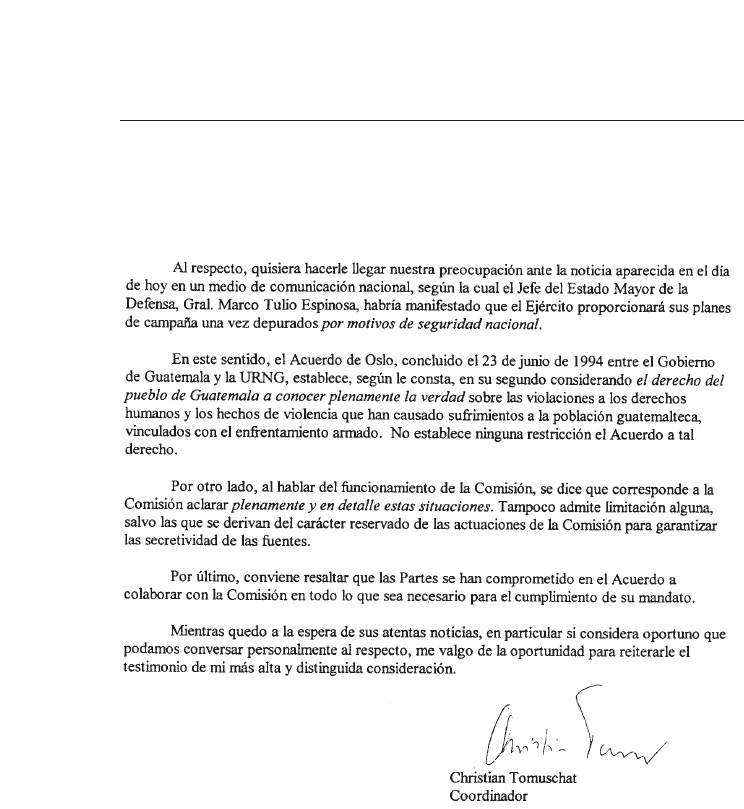 Al respecto, quisiera hacerle llegar nuestra preocupación ante la noticia aparecida en el día
de hoy en un medio de comunicación nacional, según la cual el Jefe del Estado Mayor de la
Defensa, Gral. Marco Tulio Espinosa, habría manifestado que el Ejército proporcionará sus planes
de campaña una vez depurados por motivos de seguridad nacional.
En este sentido, el Acuerdo de Oslo, concluido el 23 de junio de 1994 entre el Gobierno
de Guatemala y la URNG, establece, según le consta, en su segundo considerando el derecho del
pueblo de Guatemala a conocer plenamente la verdad sobre las violaciones a los derechos
humanos y los hechos de violencia que han causado sufrimientos a la población guatemalteca,
vinculados con el enfrentamiento armado. No establece ninguna restricción el Acuerdo a tal
derecho.
Por otro lado, al hablar del funcionamiento de la Comisión, se dice que corresponde a la
Comisión aclarar plenamente y en detalle estas situaciones. Tampoco admite limitación alguna,
salvo las que se derivan del carácter reservado de las actuaciones de la Comisión para garantizar
las secretividad de las fuentes.
Por último, conviene resaltar que las Partes se han comprometido en el Acuerdo a
colaborar con la Comisión en todo lo que sea necesario para el cumplimiento de su mandato.
Mientras quedo a la espera de sus atentas noticias, en particular si considera oportuno que
podamos conversar personalmente al respecto, me valgo de la oportunidad para reiterarle el
testimonio de mi más alta y distinguida consideración.
Christian Tomuschat
Coordinador